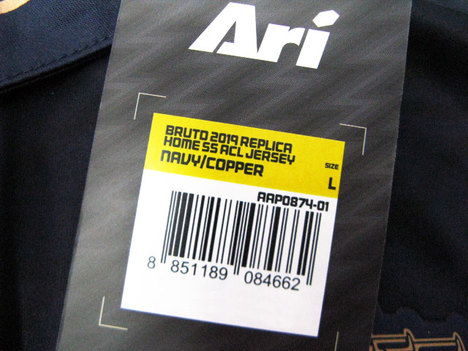 Ari
BRUTO 2019 REPLICA
HOME SS ACL JERSEY
NAVY/COPPER
SIZE
L
AAP0874-01
8 851189 084662